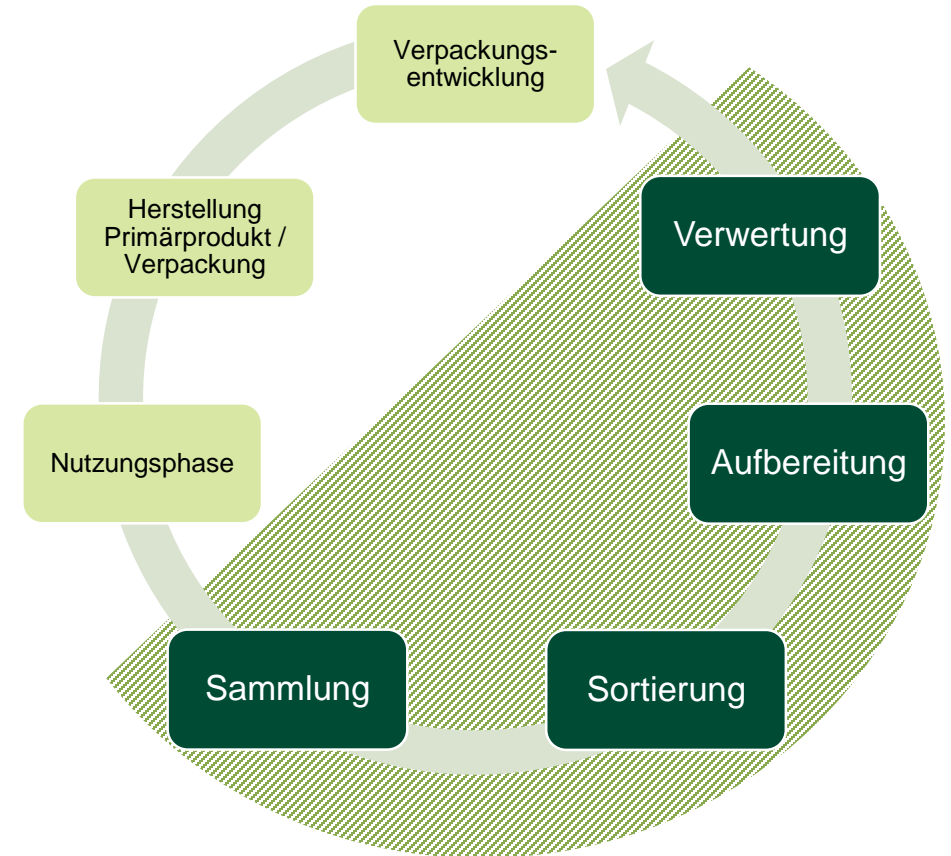 Verpackungs-
entwicklung
Herstellung
Primärprodukt /
Verpackung
Nutzungsphase
Sammlung
Sortierung
Aufbereitung
Verwertung